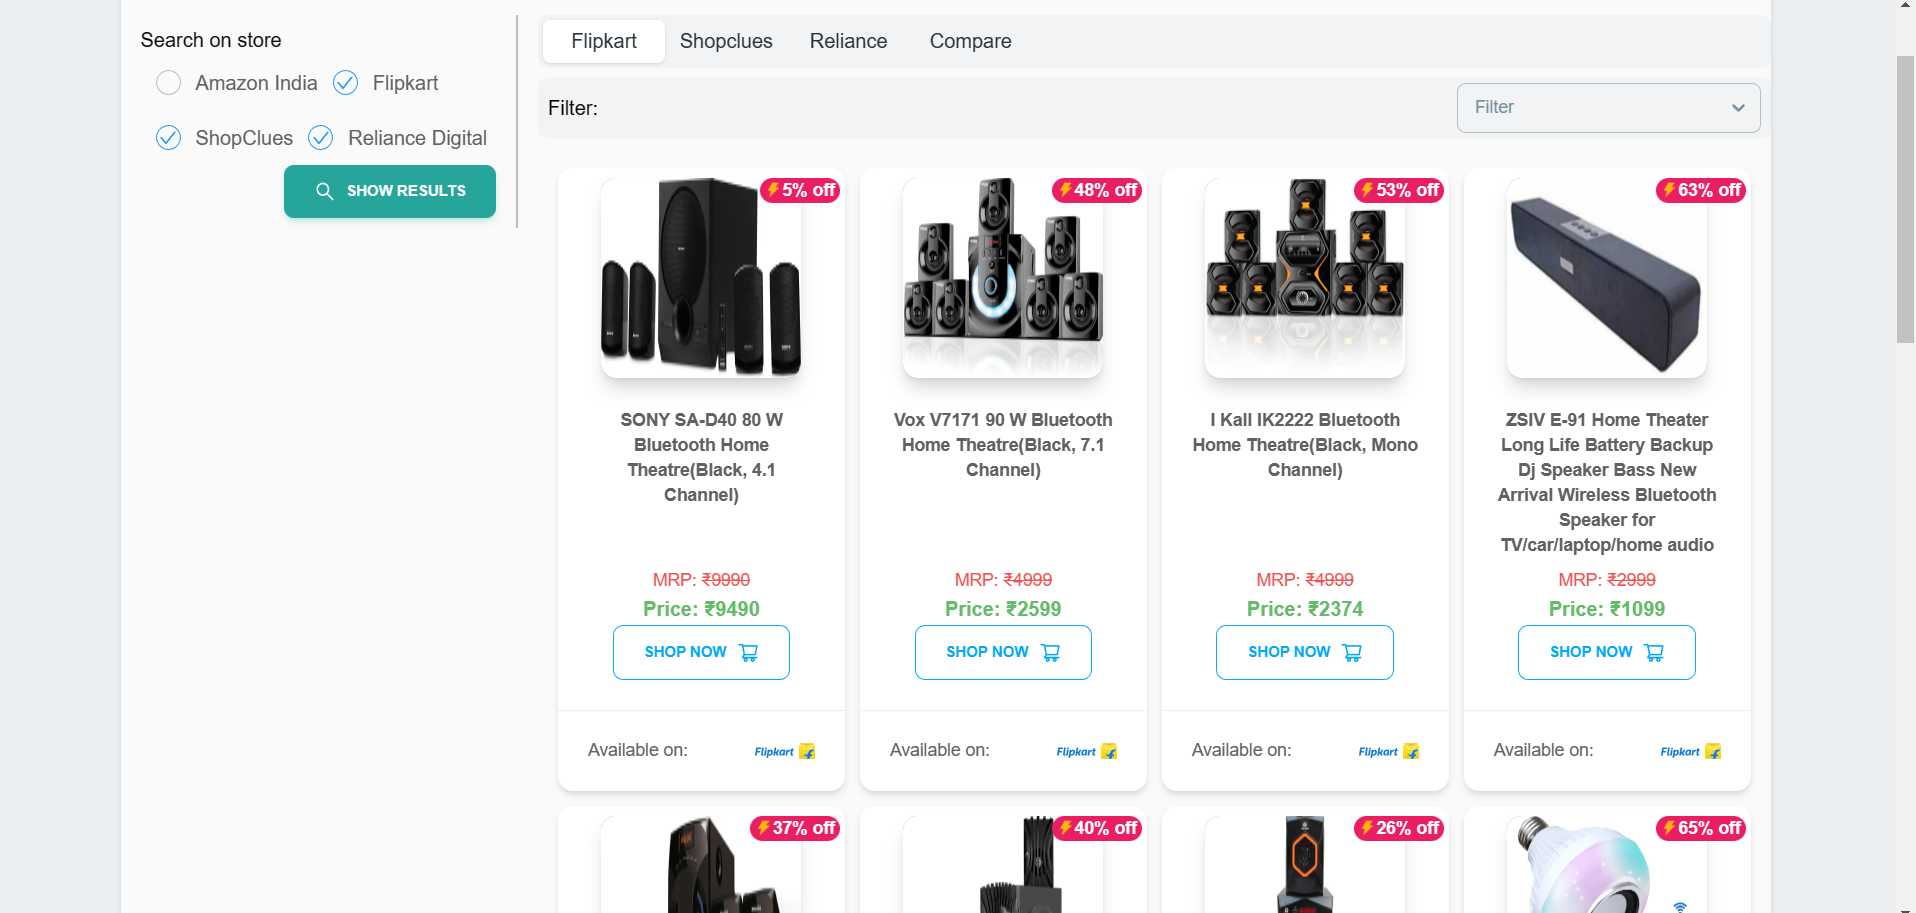 Search on store
Amazon India
Flipkart
ShopClues
Reliance Digital
SHOW RESULTS
Flipkart
Shopclues
Reliance
Compare
Filter:
Filter
5% off
SONY SA-D40 80 W
Bluetooth Home
Theatre(Black, 4.1
Channel)
MRP: ₹9990
Price: ₹9490
SHOP NOW
Available on:
Flipkart
48% off
Vox V7171 90 W Bluetooth
Home Theatre(Black, 7.1
Channel)
MRP: ₹4999
Price: ₹2599
SHOP NOW
Available on:
Flipkart
53% off
I Kall IK2222 Bluetooth
Home Theatre(Black, Mono
Channel)
MRP: ₹4999
Price: ₹2374
SHOP NOW
Available on:
Flipkart
63% off
ZSIV E-91 Home Theater
Long Life Battery Backup
Dj Speaker Bass New
Arrival Wireless Bluetooth
Speaker for
TV/car/laptop/home audio
MRP: ₹2999
Price: ₹1099
SHOP NOW
Available on:
Flipkart
37% off
40% off
26% off
65% off